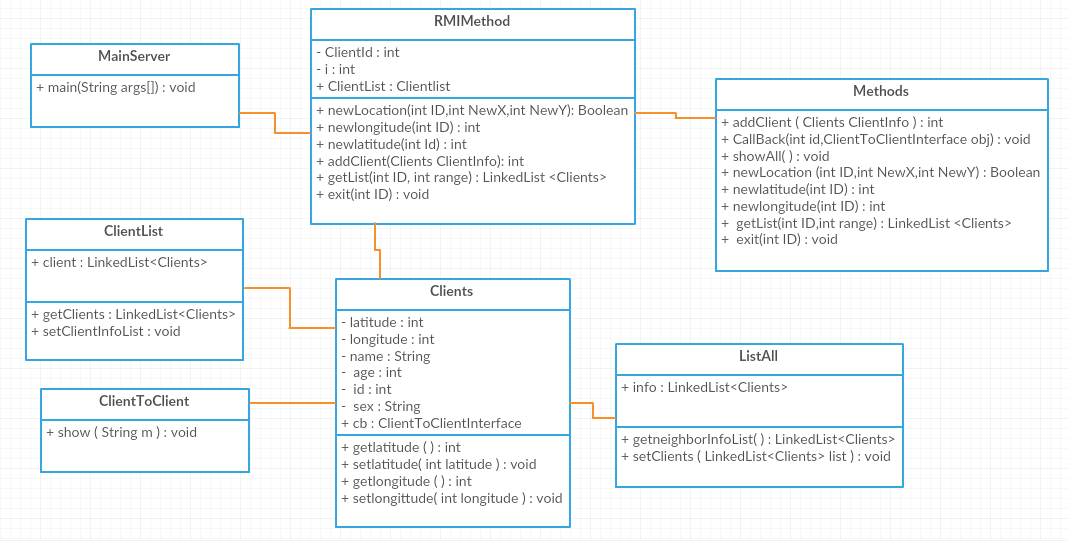 MainServer
+ main(String args[]) : void
RMIMethod
- ClientId : int
- i : int
+ ClientList : Clientlist
+ newLocation(int ID,int NewX,int NewY): Boolean
+ newlongitude(int ID) : int
+ newlatitude(int Id) : int
+ addClient(Clients ClientInfo): int
+ getList(int ID, int range) : LinkedList <Clients>
+ exit(int ID) : void
Methods
+ addClient ( Clients ClientInfo ) : int
+ CallBack(int id,ClientToClientInterface obj) : void
+ showAll( ) : void
+ newLocation (int ID,int NewX,int NewY) : Boolean
+ newlatitude(int ID) : int
+ newlongitude(int ID) : int
+ getList(int ID,int range) : LinkedList <Clients>
+ exit(int ID) : void
ClientList
+ client : LinkedList<Clients>
+ getClients : LinkedList<Clients>
+ setClientInfoList : void
ClientToClient
+ show ( String m ) : void
Clients
- latitude : int
- longitude : int
- name : String
- age : int
- id : int
- sex : String
+ cb : ClientToClientInterface
+ getlatitude ( ) : int
+ setlatitude( int latitude ) : void
+ getlongitude ( ) : int
+ setlongittude( int longitude ) : void
ListAll
+ info : LinkedList<Clients>
+ getneighborInfoList( ) : LinkedList<Clients>
+ setClients ( LinkedList<Clients> list ) : void